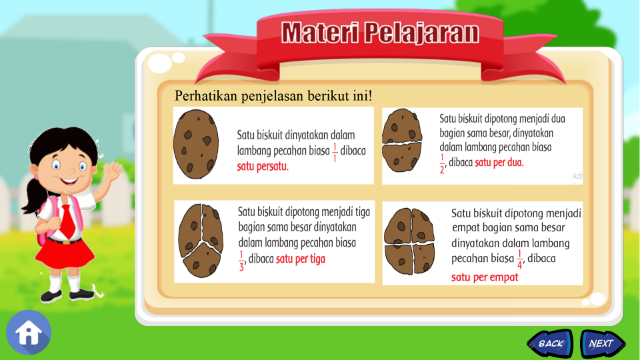 Materi Pelajaran
Perhatikan penjelasan berikut ini!
Satu biskuit dinyatakan dalam
lambang pecahan biasa 1/1 dibaca
satu persatu.
Satu biskuit dipotong menjadi dua
bagian sama besar, dinyatakan
dalam lambang pecahan biasa
1/2, dibaca satu per dua.
Satu biskuit dipotong menjadi tiga
bagian sama besar dinyatakan
dalam lambang pecahan biasa
1/3, dibaca satu per tiga
Satu biskuit dipotong menjadi
empat bagian sama besar
dinyatakan dalam lambang
pecahan biasa 1/4, dibaca
satu per empat
BACK
NEXT